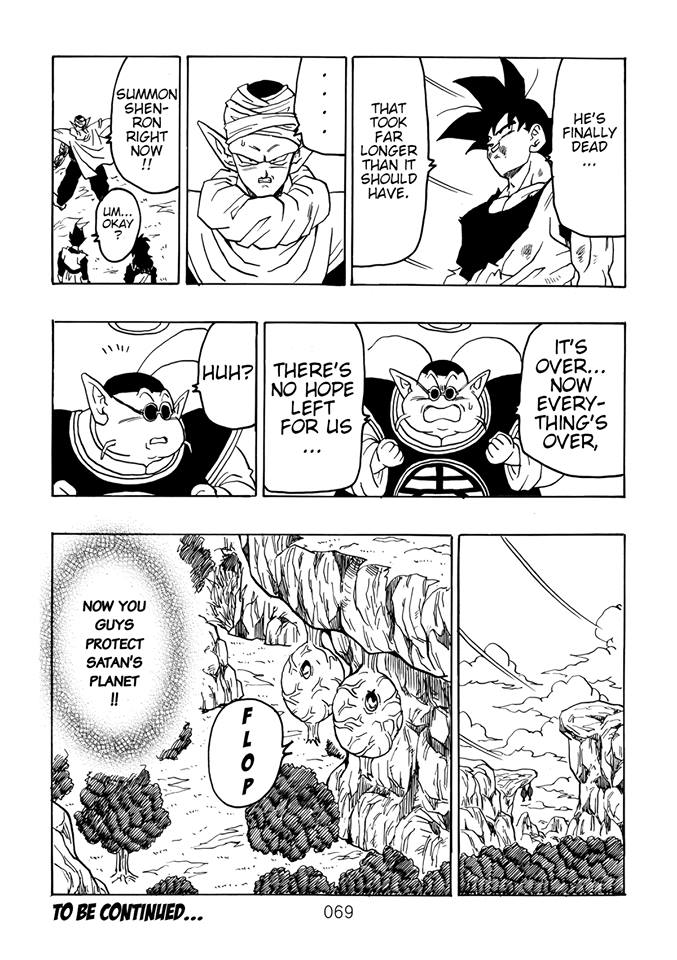 HE'S
FINALLY
DEAD
...
THAT
TOOK
FAR
LONGER
THAN IT
SHOULD
HAVE.
....
SUMMON
SHEN-
RON
RIGHT
NOW
!!
UM...
OKAY
?
IT'S
OVER...
NOW
EVERY-
THING'S
OVER,
THERE'S
NO HOPE
LEFT
FOR US
...
HUH?
NOW YOU
GUYS
PROTECT
SATAN'S
PLANET
!!
FLOP
TO BE CONTINUED...
069